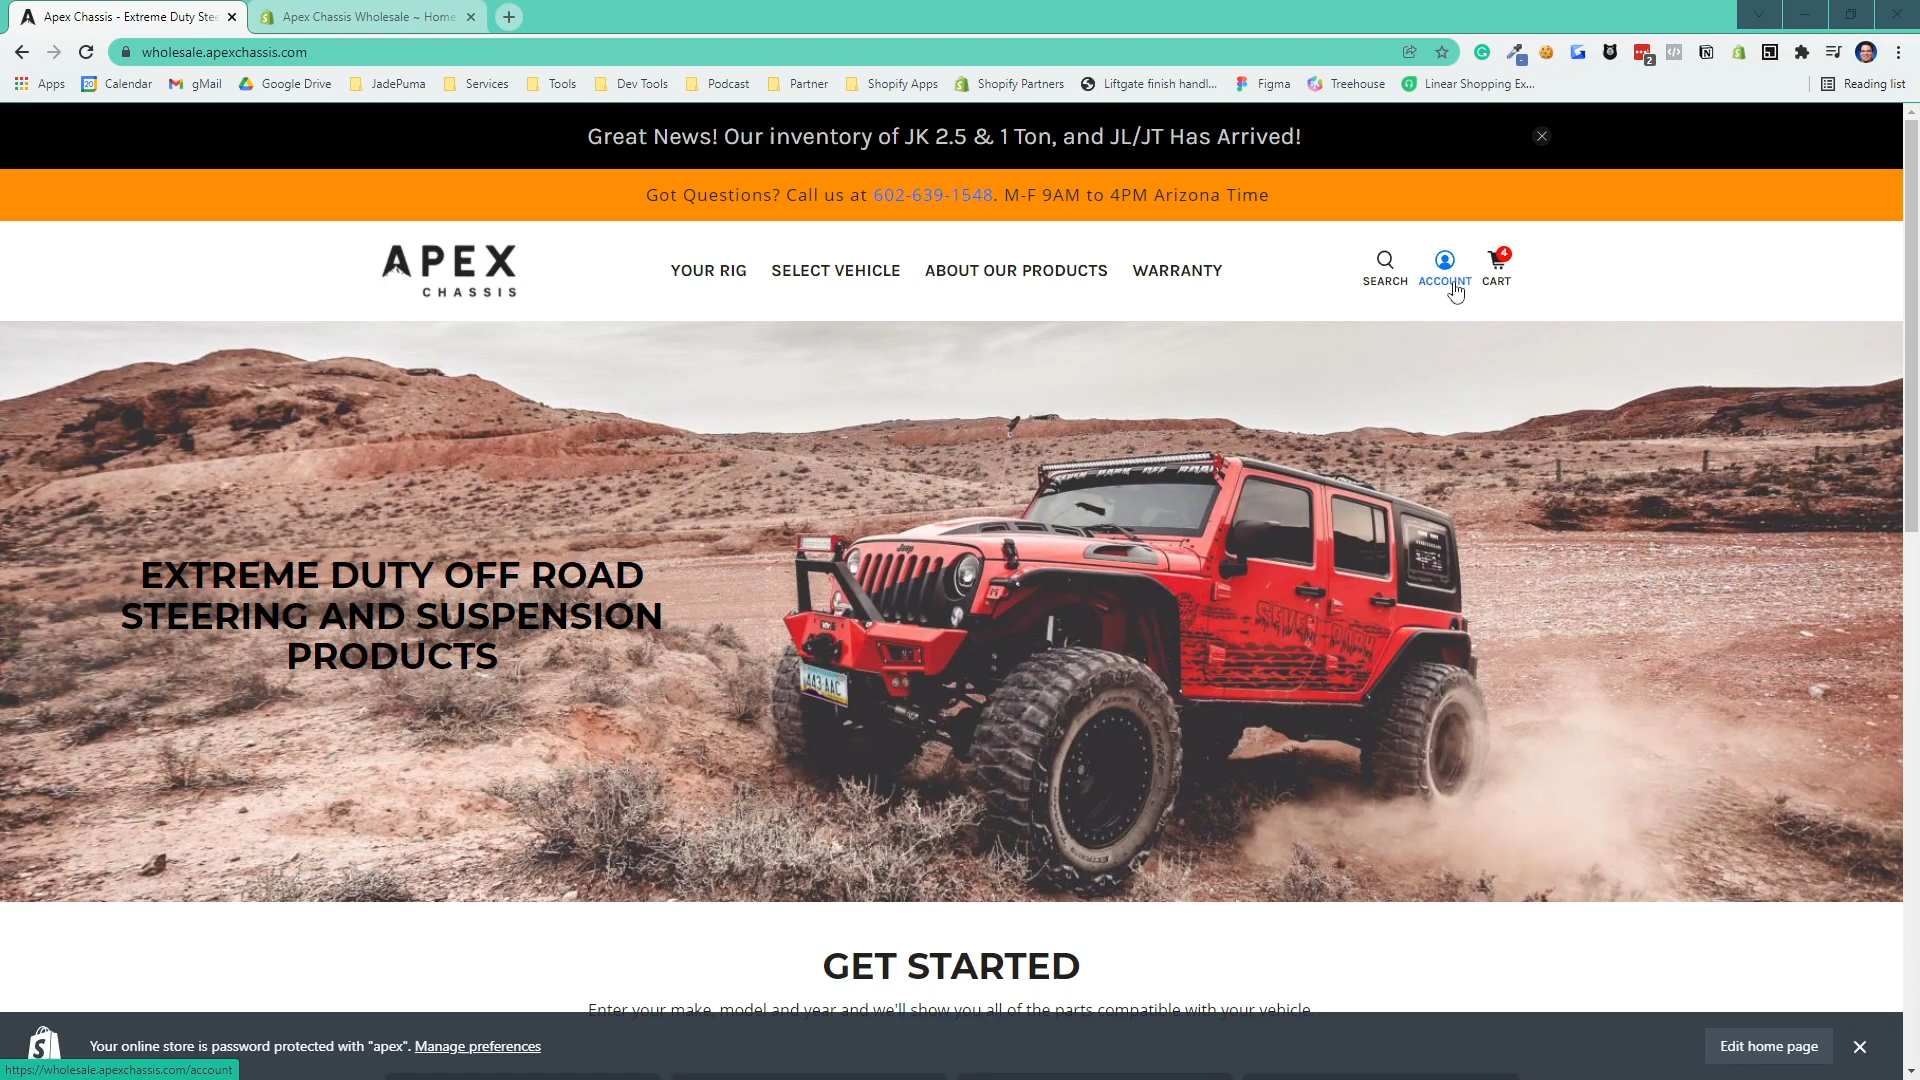 Apex Chassis - Extreme Duty Stee
Apex Chassis Wholesale ~ Home
wholesale.apexchassis.com
2
Apps
20
Calendar
gMail
Google Drive
JadePuma
Services
Tools
Dev Tools
Podcast
Partner
Shopify Apps
Shopify Partners
Liftgate finish handl...
Figma
Treehouse
Linear Shopping Ex...
Reading list
Great News! Our inventory of JK 2.5 & 1 Ton, and JL/JT Has Arrived!
Got Questions? Call us at 602-639-1548. M-F 9AM to 4PM Arizona Time
APEX
CHASSIS
YOUR RIG
SELECT VEHICLE
ABOUT OUR PRODUCTS
WARRANTY
SEARCH
ACCOUNT
4
CART
Jeep
443 AAC
EXTREME DUTY OFF ROAD
STEERING AND SUSPENSION
PRODUCTS
GET STARTED
Enter your make, model and year and we'll show you all of the parts compatible with your vehicle.
Your online store is password protected with "apex". Manage preferences
Edit home page
https://wholesale.apexchassis.com/account